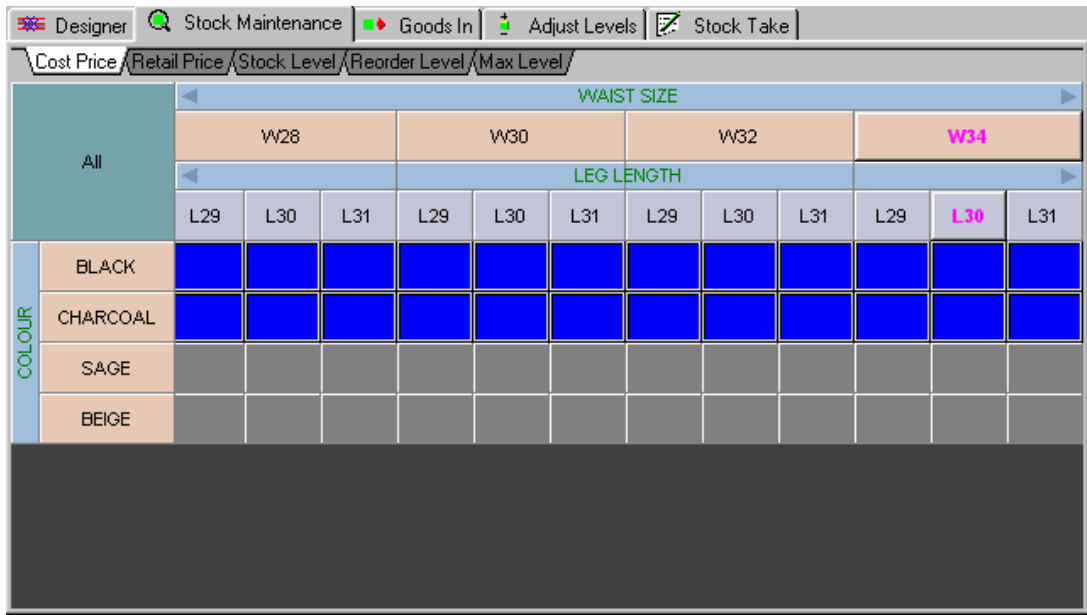 Designer Stock Maintenance Goods In Adjust Levels Stock Take
Cost Price Retail Price Stock Level Reorder Level Max Level
All
WAIST SIZE
W28 W30 W32 W34
LEG LENGTH
L29 L30 L31 L29 L30 L31 L29 L30 L31 L29 L30 L31
COLOUR
BLACK
CHARCOAL
SAGE
BEIGE